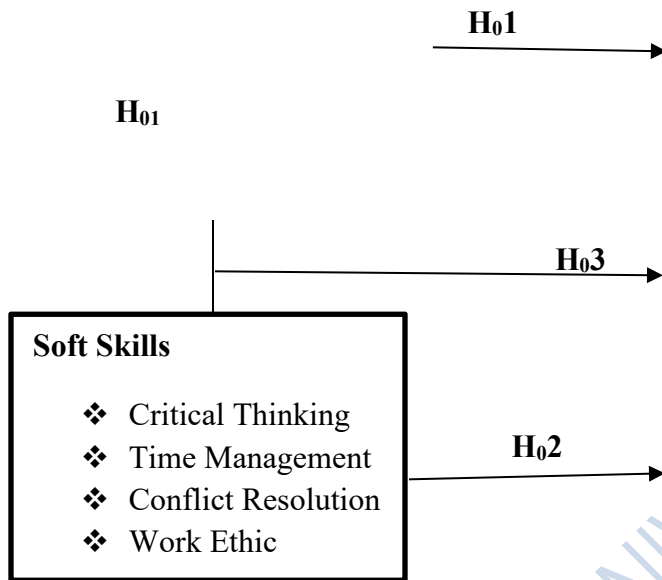 H₀1
H₀₁
H₀3
Soft Skills
❖ Critical Thinking
❖ Time Management
❖ Conflict Resolution
❖ Work Ethic
H₀2